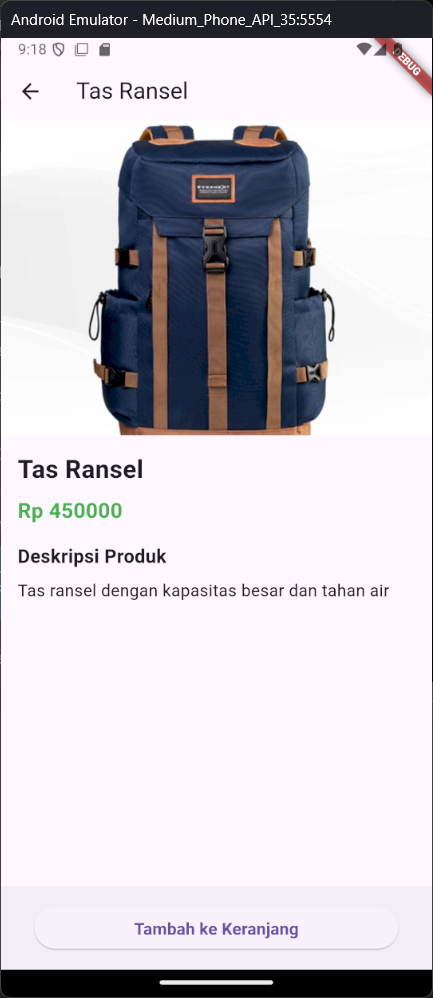 Android Emulator - Medium_Phone_API_35:5554
9:18
Tas Ransel
Tas Ransel
Rp 450000
Deskripsi Produk
Tas ransel dengan kapasitas besar dan tahan air
Tambah ke Keranjang